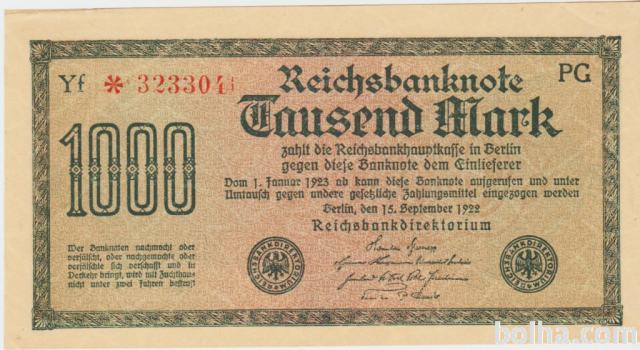 Yf * 3233041 PG
Reichsbanknote
Tausend Mark
zahlt die Reichsbankhauptkasse in Berlin
gegen diese Banknote dem Einlieferer
Vom 1. Januar 1923 ab kann diese Banknote aufgerufen und unter
Umtausch gegen andere gesetzliche Zahlungsmittel eingezogen werden
Berlin, den 15. September 1922
Reichsbankdirektorium
1000
Wer Banknoten nachmacht oder
verfälscht, oder nachgemachte oder
verfälschte sich verschafft und in
Verkehr bringt, wird mit Zuchthaus
nicht unter zwei Jahren bestraft
REICHSBANKDIREKTORIUM
REICHSBANKDIREKTORIUM
bolha.com